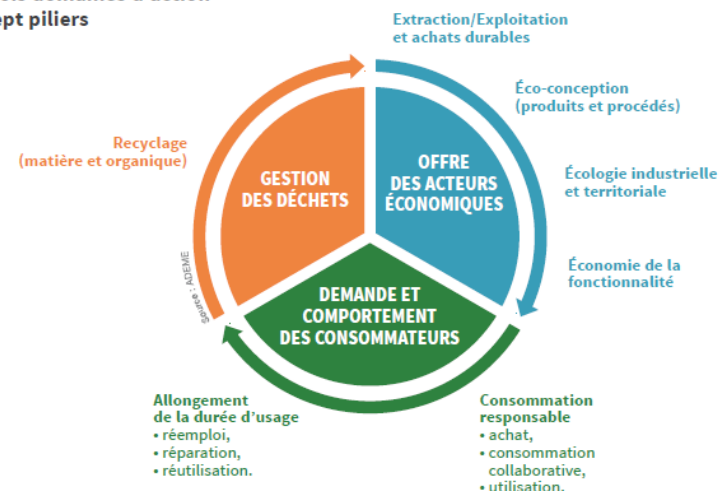 ept piliers
Extraction/Exploitation
et achats durables
Éco-conception
(produits et procédés)
Écologie industrielle
et territoriale
Économie de la
fonctionnalité
Recyclage
(matière et organique)
GESTION
DES DÉCHETS
OFFRE
DES ACTEURS
ÉCONOMIQUES
DEMANDE ET
COMPORTEMENT
DES CONSOMMATEURS
Source : ADEME
Allongement
de la durée d'usage
• réemploi,
• réparation,
• réutilisation.
Consommation
responsable
• achat,
• consommation
collaborative,
• utilisation.